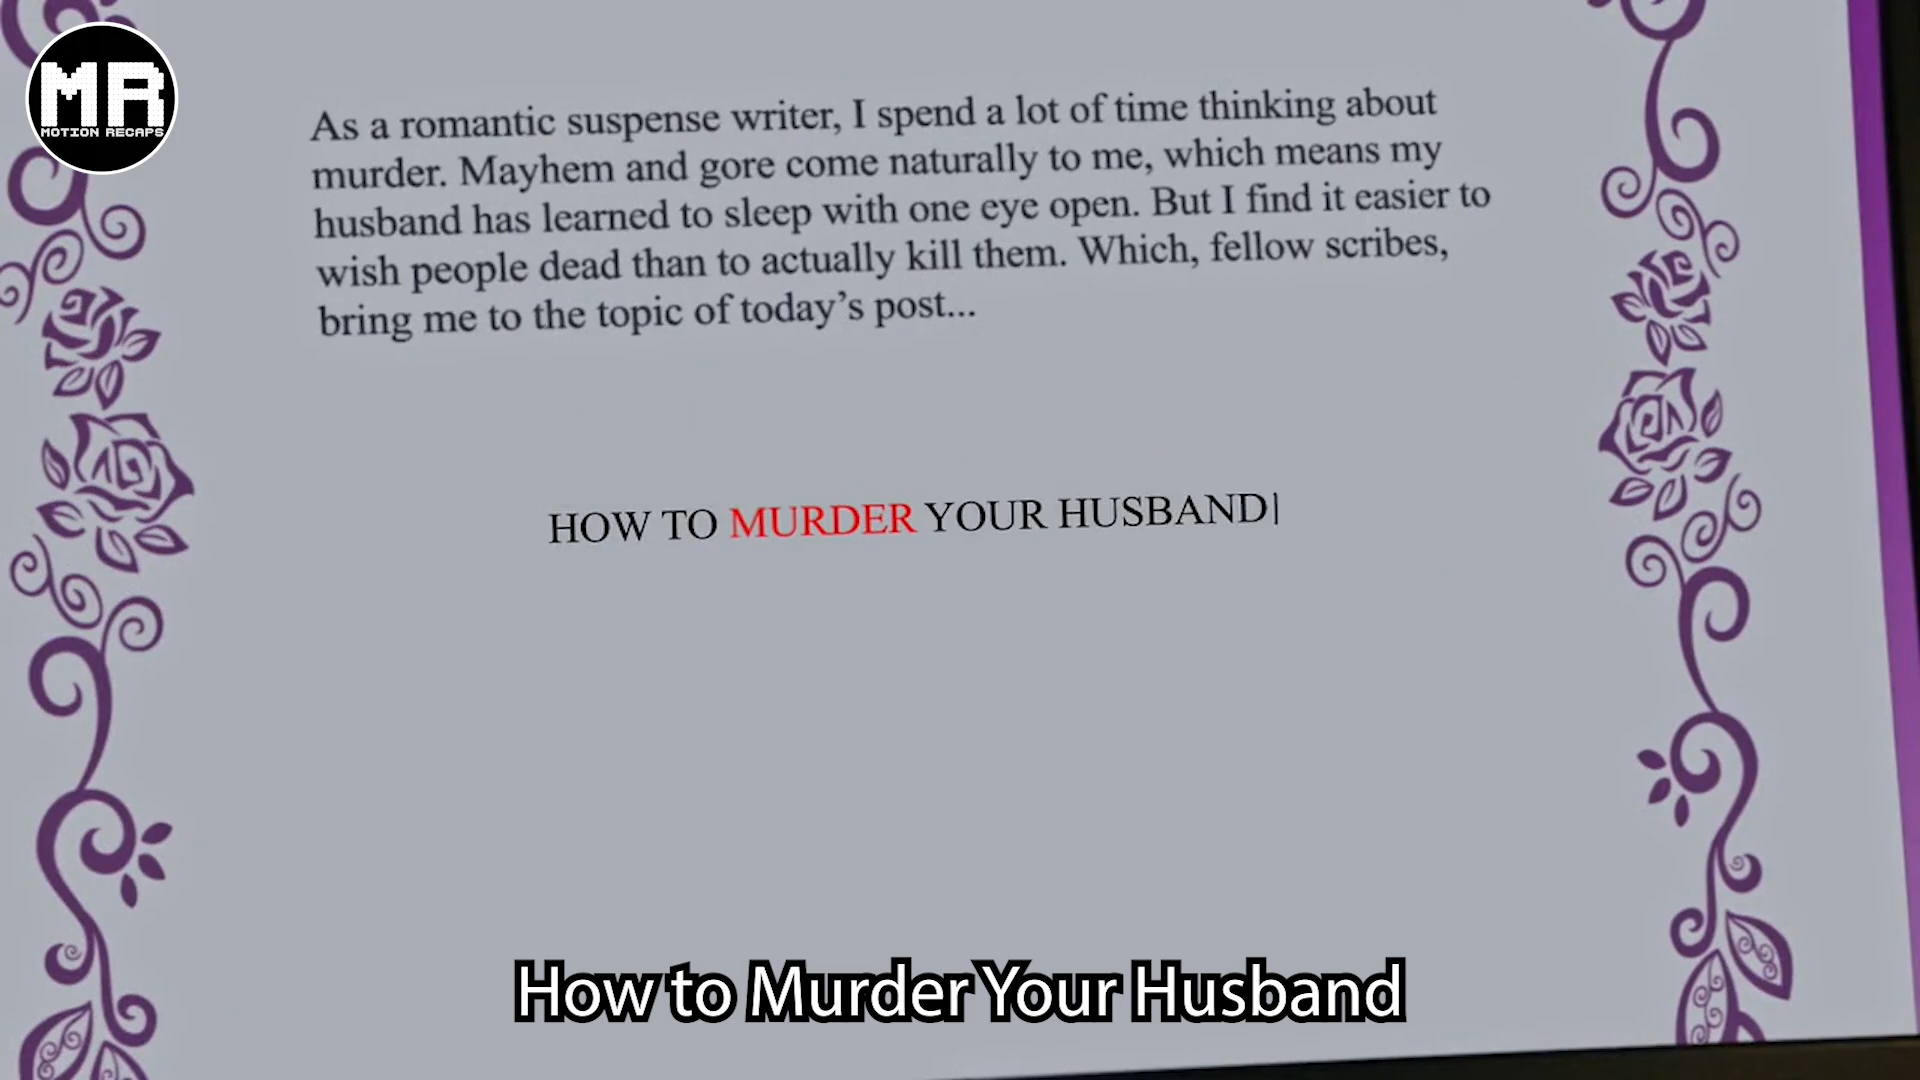 MR
MOTION RECAPS
As a romantic suspense writer, I spend a lot of time thinking about
murder. Mayhem and gore come naturally to me, which means my
husband has learned to sleep with one eye open. But I find it easier to
wish people dead than to actually kill them. Which, fellow scribes,
bring me to the topic of today’s post...
HOW TO MURDER YOUR HUSBAND|
How to Murder Your Husband